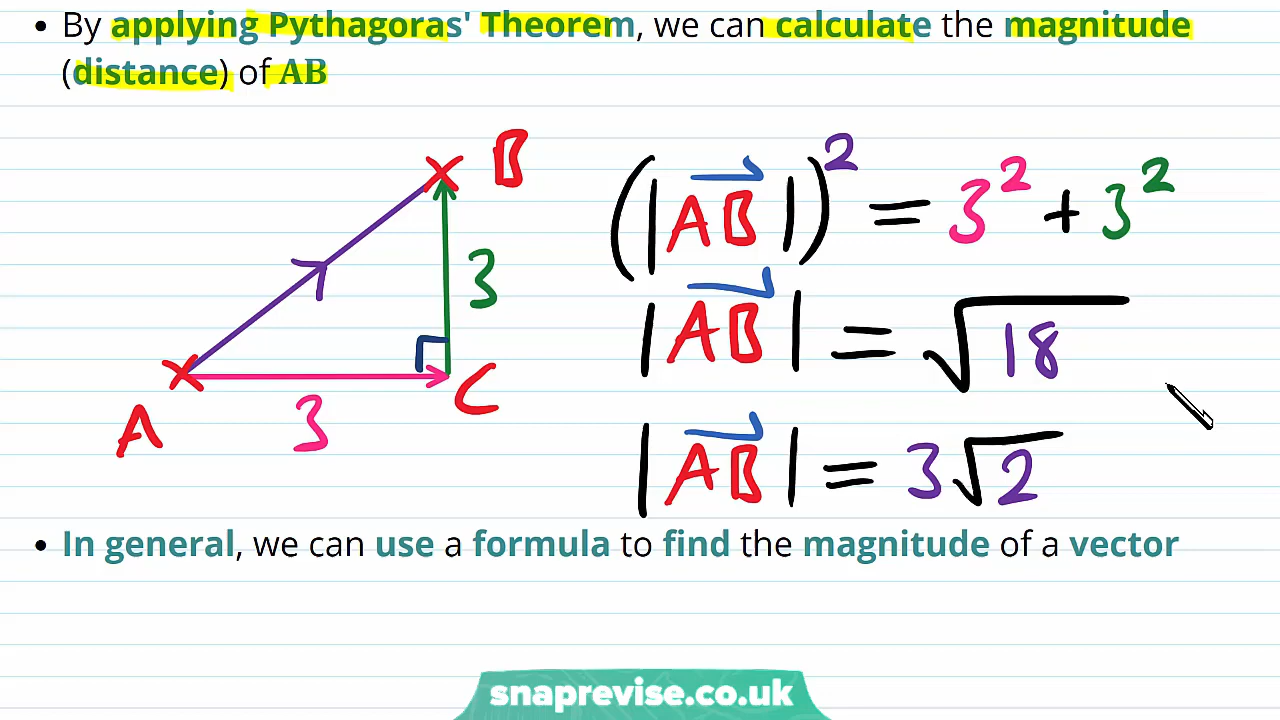 • By applying Pythagoras' Theorem, we can calculate the magnitude
(distance) of AB
B
3
C
A
3
(|AB|)² = 3² + 3²
|AB| = √18
|AB| = 3√2
• In general, we can use a formula to find the magnitude of a vector
snaprevise.co.uk